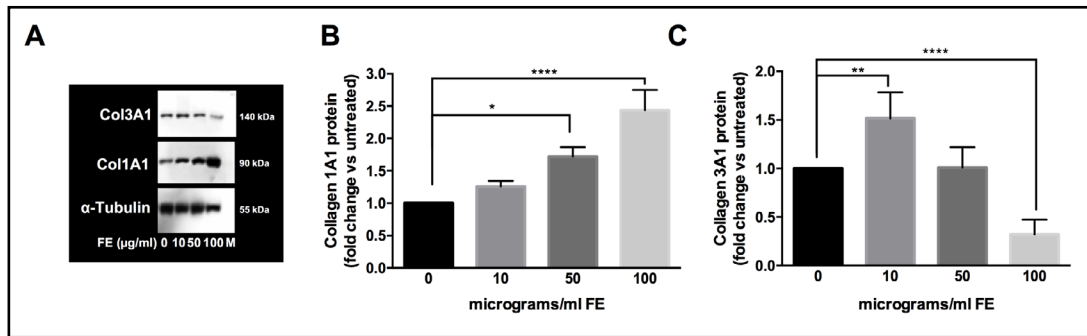 A
Col3A1
140 kDa
Col1A1
90 kDa
α-Tubulin
55 kDa
FE (µg/ml) 0 10 50 100 M
B
Collagen 1A1 protein
(fold change vs untreated)
3.0
2.5
2.0
1.5
1.0
0.5
0.0
*
****
0 10 50 100
micrograms/ml FE
C
Collagen 3A1 protein
(fold change vs untreated)
2.0
1.5
1.0
0.5
0.0
**
****
0 10 50 100
micrograms/ml FE